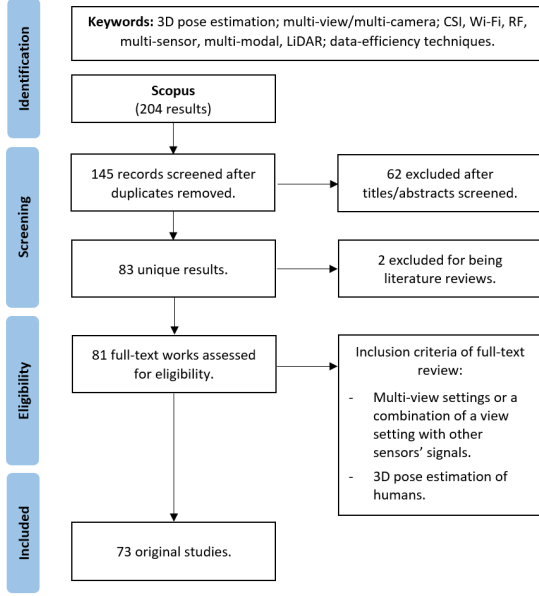 Identification
Keywords: 3D pose estimation; multi-view/multi-camera; CSI, Wi-Fi, RF,
multi-sensor, multi-modal, LiDAR; data-efficiency techniques.
Scopus
(204 results)
Screening
145 records screened after
duplicates removed.
62 excluded after
titles/abstracts screened.
83 unique results.
2 excluded for being
literature reviews.
Eligibility
81 full-text works assessed
for eligibility.
Inclusion criteria of full-text
review:
- Multi-view settings or a
combination of a view
setting with other
sensors’ signals.
- 3D pose estimation of
humans.
Included
73 original studies.